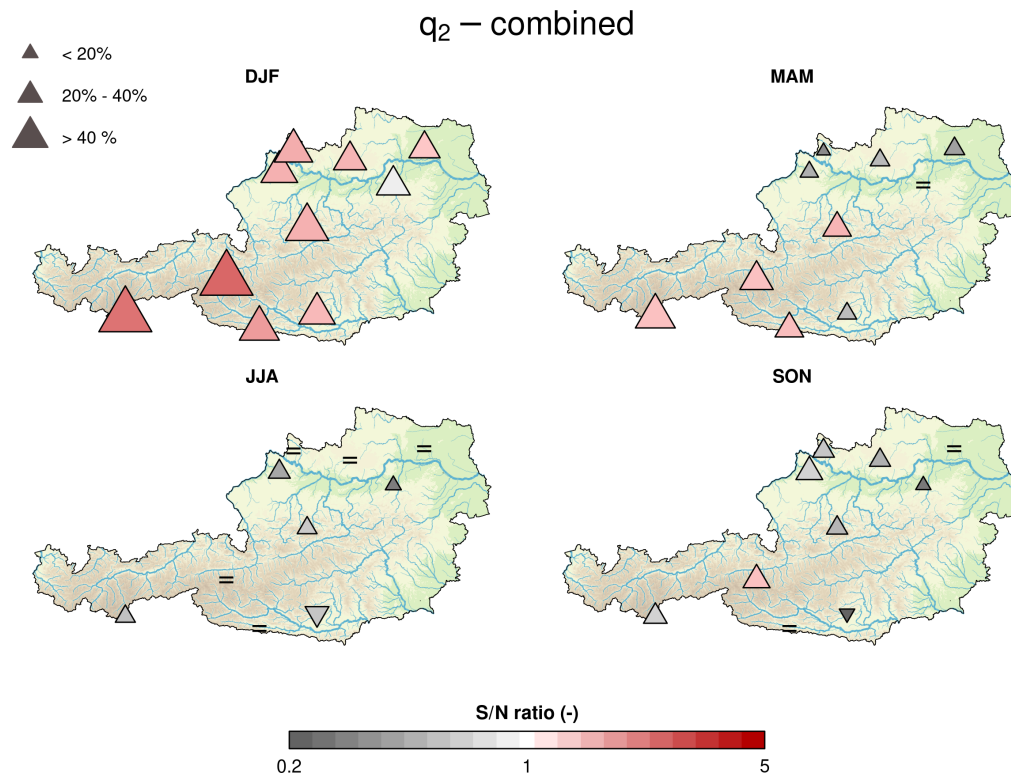 q₂ – combined
< 20%
20% - 40%
> 40 %
DJF
MAM
=
JJA
SON
=
=
=
=
=
=
=
S/N ratio (-)
0.2
1
5